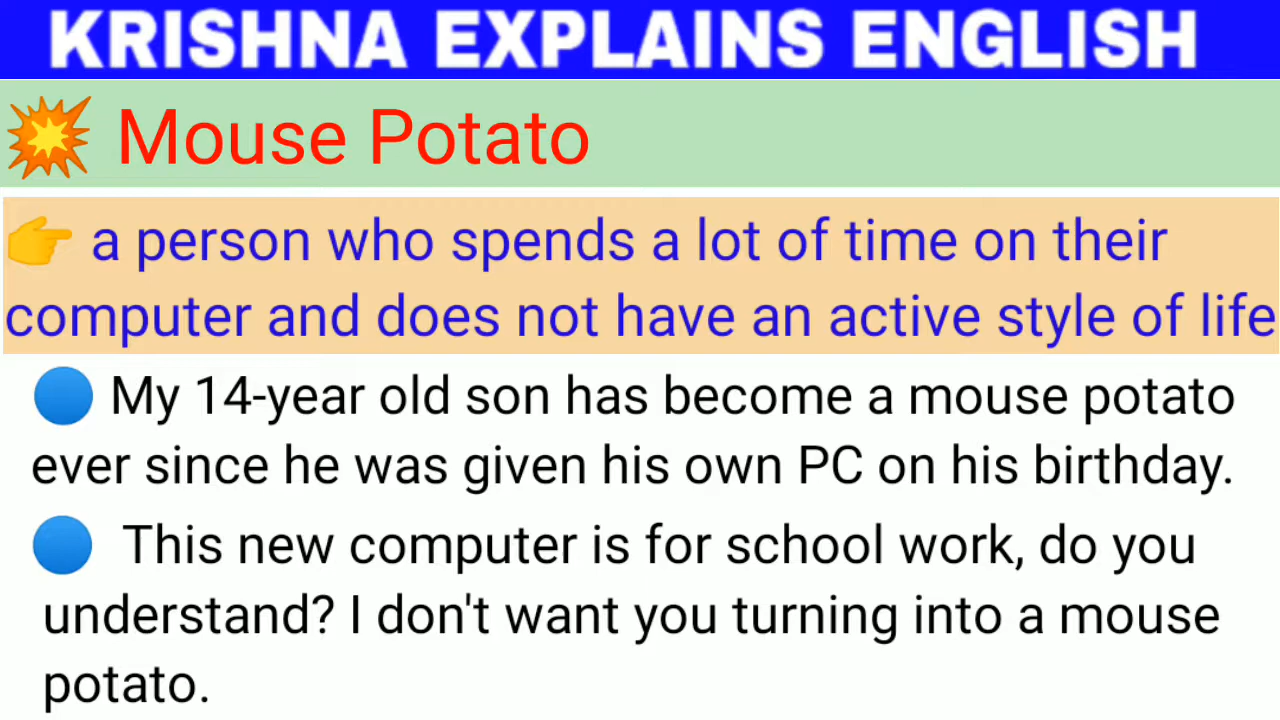 KRISHNA EXPLAINS ENGLISH
💥 Mouse Potato
👉 a person who spends a lot of time on their
computer and does not have an active style of life
🔵 My 14-year old son has become a mouse potato
ever since he was given his own PC on his birthday.
🔵 This new computer is for school work, do you
understand? I don't want you turning into a mouse
potato.